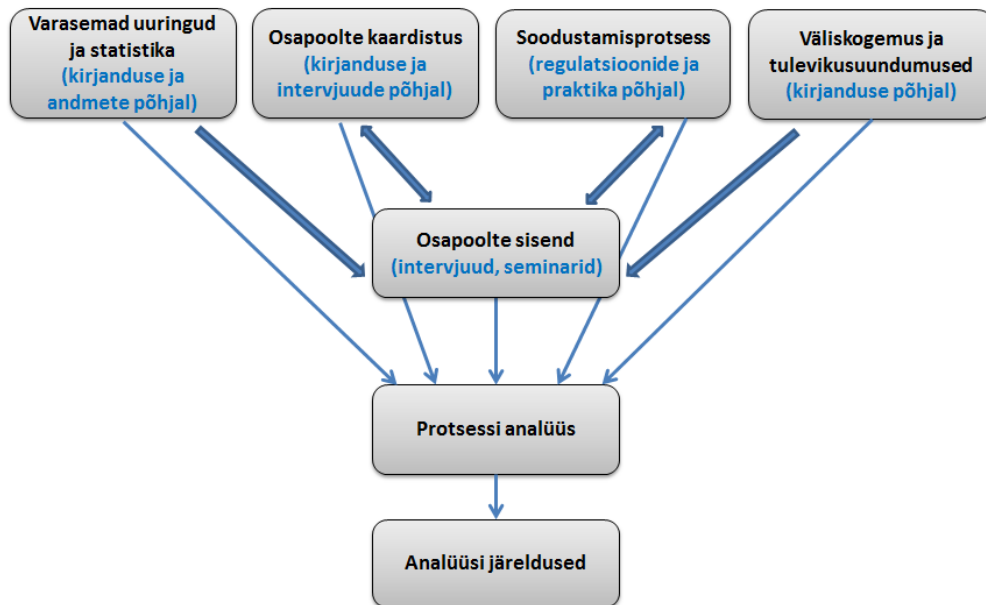 Varasemad uuringud
ja statistika
(kirjanduse ja
andmete põhjal)
Osapoolte kaardistus
(kirjanduse ja
intervjuude põhjal)
Soodustamisprotsess
(regulatsioonide ja
praktika põhjal)
Väliskogemus ja
tulevikusuundumused
(kirjanduse põhjal)
Osapoolte sisend
(intervjuud, seminarid)
Protsessi analüüs
Analüüsi järeldused